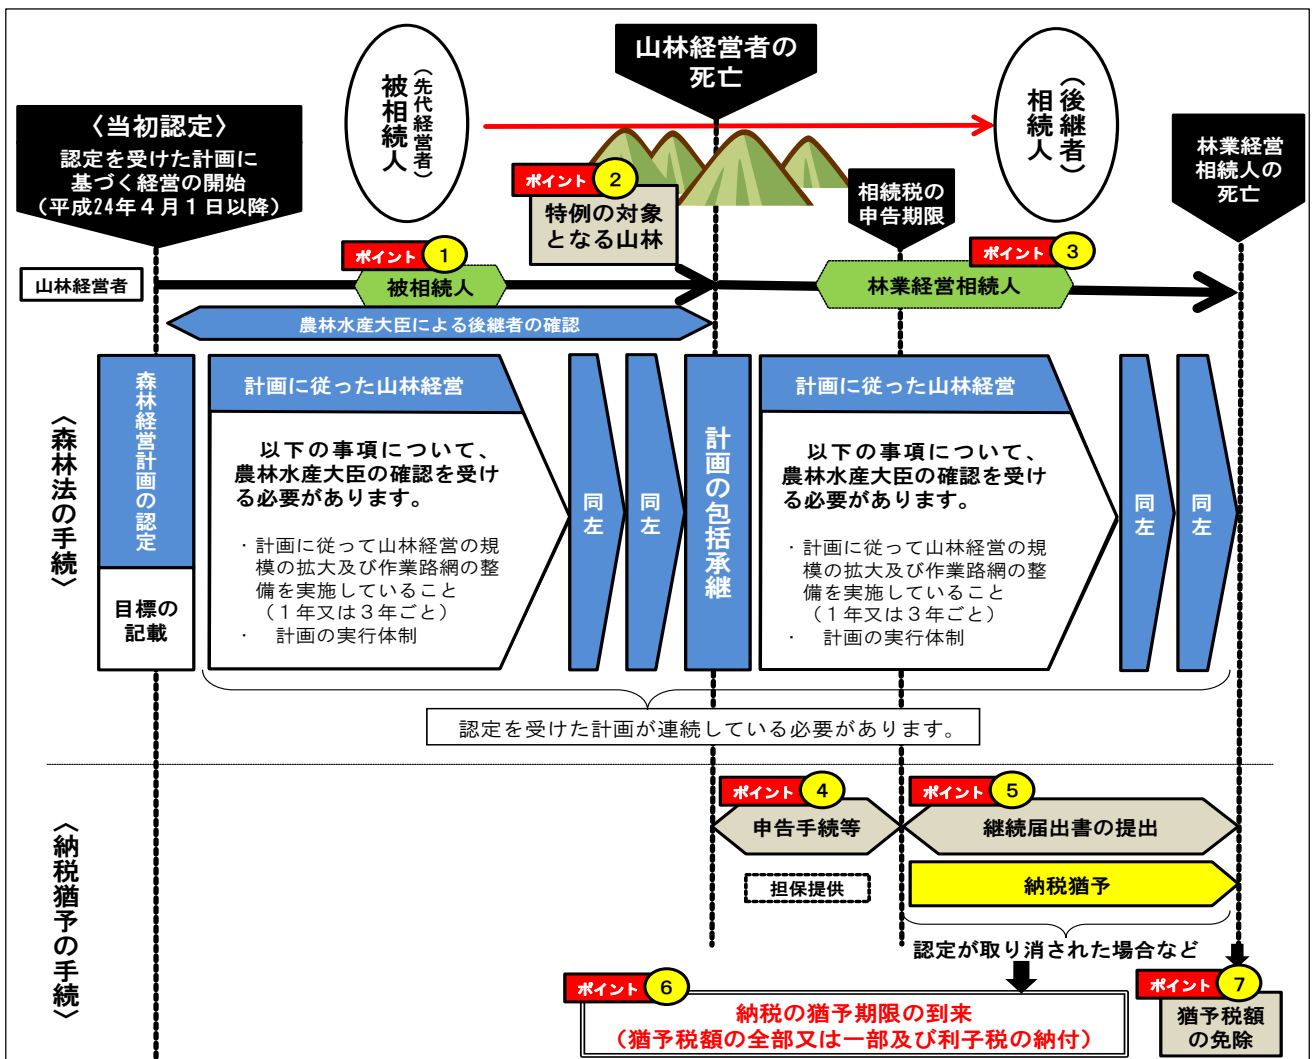 〈当初認定〉
認定を受けた計画に
基づく経営の開始
（平成24年４月１日以降）
被相続人
（先代経営者）
山林経営者の
死亡
相続人
（後継者）
林業経営
相続人の
死亡
ポイント 2
特例の対象
となる山林
相続税の
申告期限
山林経営者
ポイント 1
被相続人
ポイント 3
林業経営相続人
農林水産大臣による後継者の確認
〈森林法の手続〉
森林経営計画の認定
目標の
記載
計画に従った山林経営
以下の事項について、
農林水産大臣の確認を受け
る必要があります。
・計画に従って山林経営の規
模の拡大及び作業路網の整
備を実施していること
（１年又は３年ごと）
・　計画の実行体制
同左
同左
計画の包括承継
計画に従った山林経営
以下の事項について、
農林水産大臣の確認を受け
る必要があります。
・計画に従って山林経営の規
模の拡大及び作業路網の整
備を実施していること
（１年又は３年ごと）
・　計画の実行体制
同左
同左
認定を受けた計画が連続している必要があります。
〈納税猶予の手続〉
ポイント 4
申告手続等
担保提供
ポイント 5
継続届出書の提出
納税猶予
認定が取り消された場合など
ポイント 6
納税の猶予期限の到来
（猶予税額の全部又は一部及び利子税の納付）
ポイント 7
猶予税額
の免除